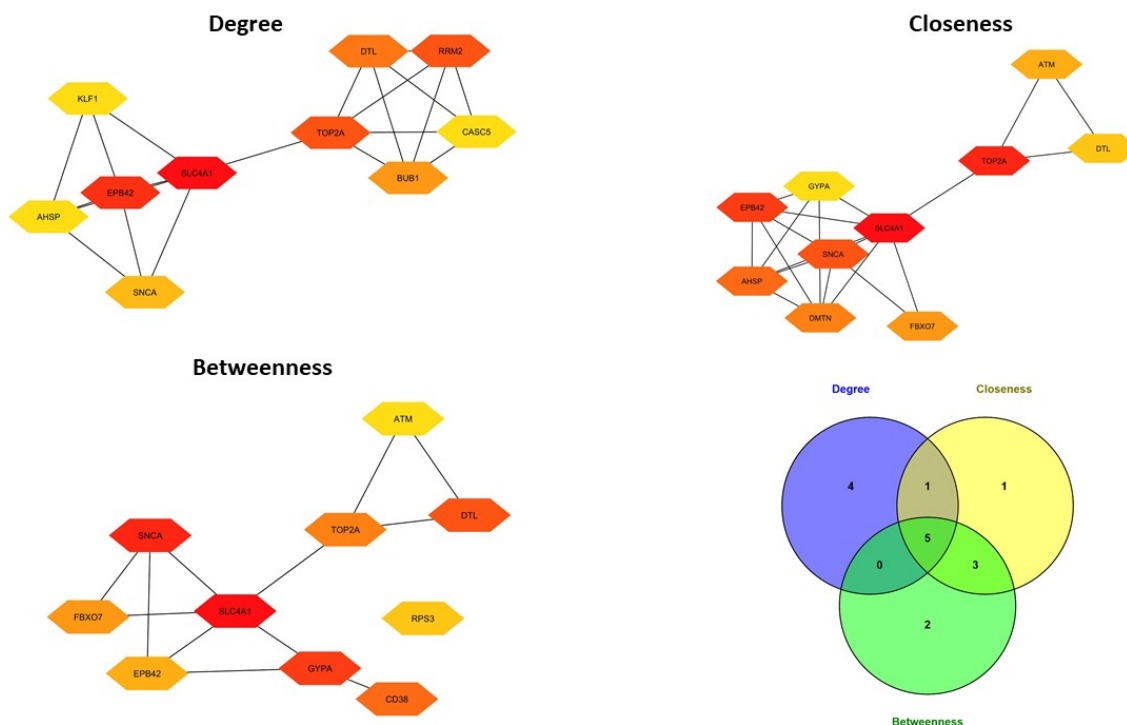 Degree
DTL
RRM2
KLF1
TOP2A
CASC5
SLC4A1
BUB1
EPB42
AHSP
SNCA
Closeness
ATM
DTL
TOP2A
GYPA
EPB42
SLC4A1
SNCA
AHSP
DMTN
FBXO7
Betweenness
ATM
DTL
TOP2A
SNCA
SLC4A1
FBXO7
RPS3
EPB42
GYPA
CD38
Degree
Closeness
4
1
1
5
0
3
2
Betweenness